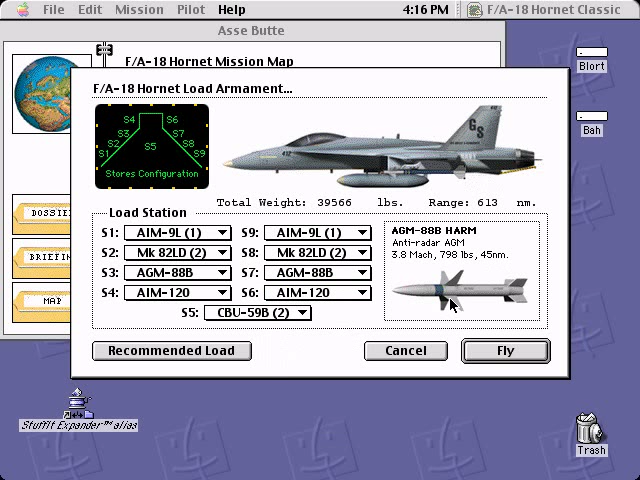 File Edit Mission Pilot Help 4:16 PM F/A-18 Hornet Classic
Asse Butte
F/A-18 Hornet Mission Map
Blort
Bah
F/A-18 Hornet Load Armament...
S4 S6
S3 S7
S2 S5 S8
S1 S9
Stores Configuration
GS
Total Weight: 39566 lbs. Range: 613 nm.
Load Station
S1: AIM-9L (1) S9: AIM-9L (1)
S2: Mk 82LD (2) S8: Mk 82LD (2)
S3: AGM-88B S7: AGM-88B
S4: AIM-120 S6: AIM-120
S5: CBU-59B (2)
AGM-88B HARM
Anti-radar AGM
3.8 Mach, 798 lbs, 45nm.
DOSSIE
BRIEFIN
MAP
Recommended Load Cancel Fly
StuffIt Expander™ alias
Trash